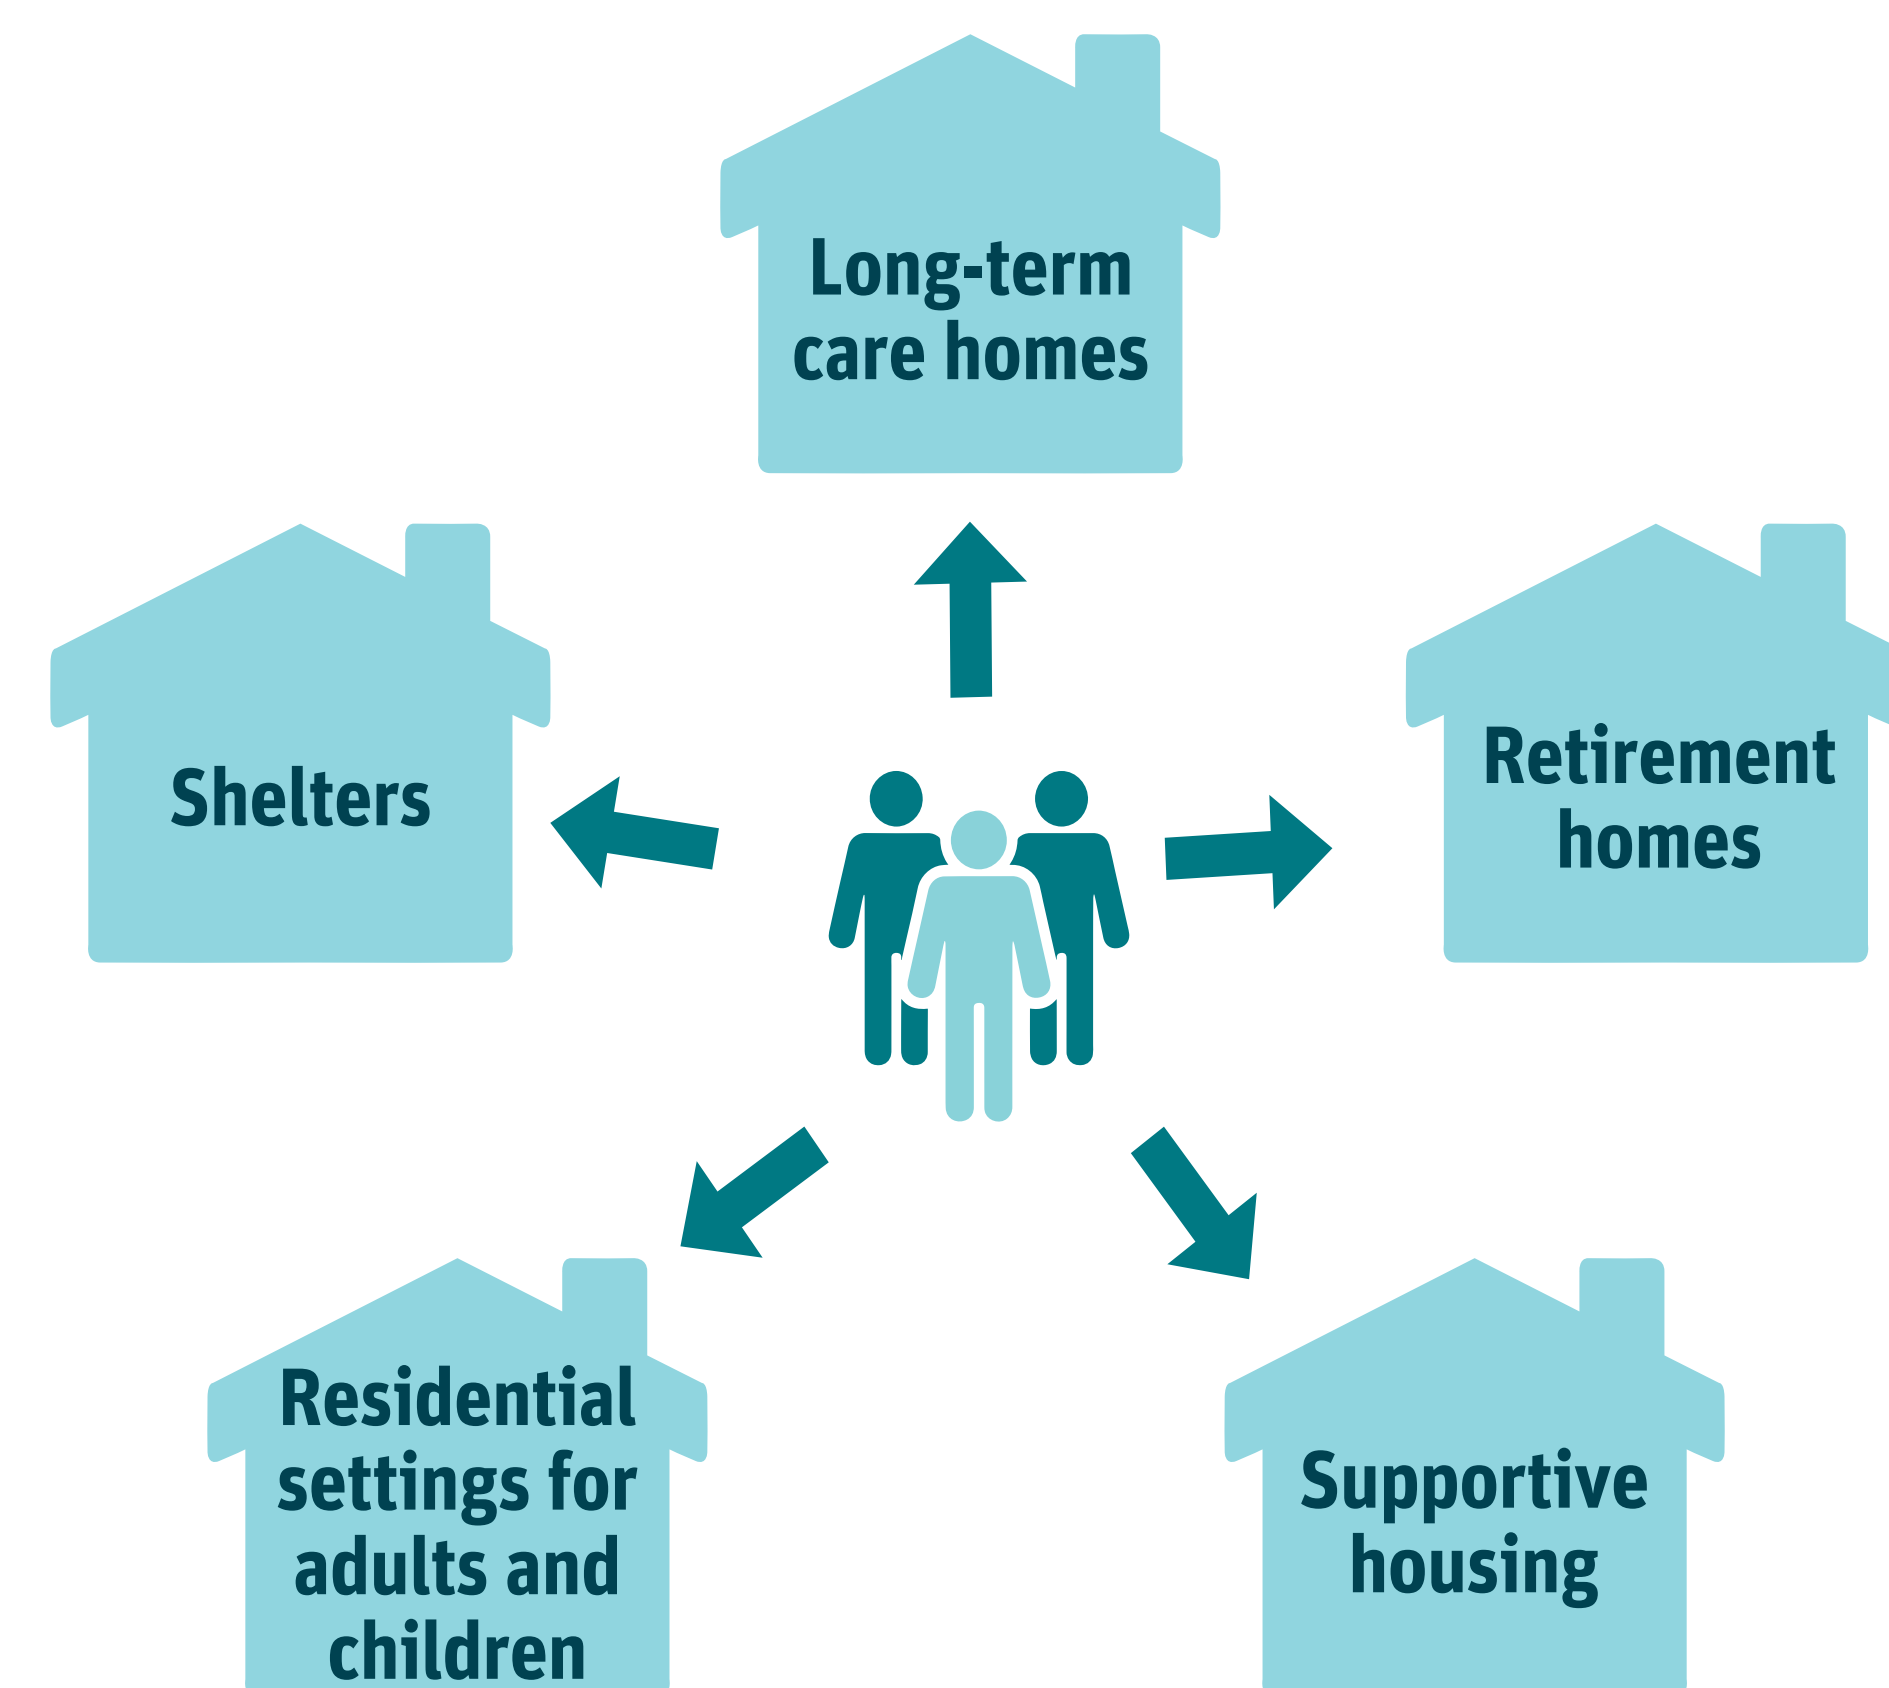 Long-term
care homes
Shelters
Retirement
homes
Residential
settings for
adults and
children
Supportive
housing